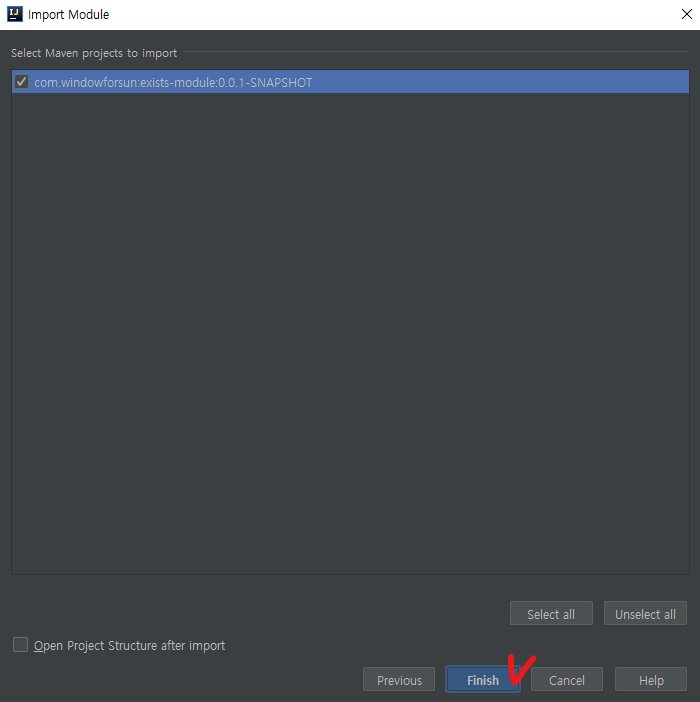 Import Module
Select Maven projects to import
com.windowforsun:exists-module:0.0.1-SNAPSHOT
Select all Unselect all
Open Project Structure after import
Previous Finish Cancel Help